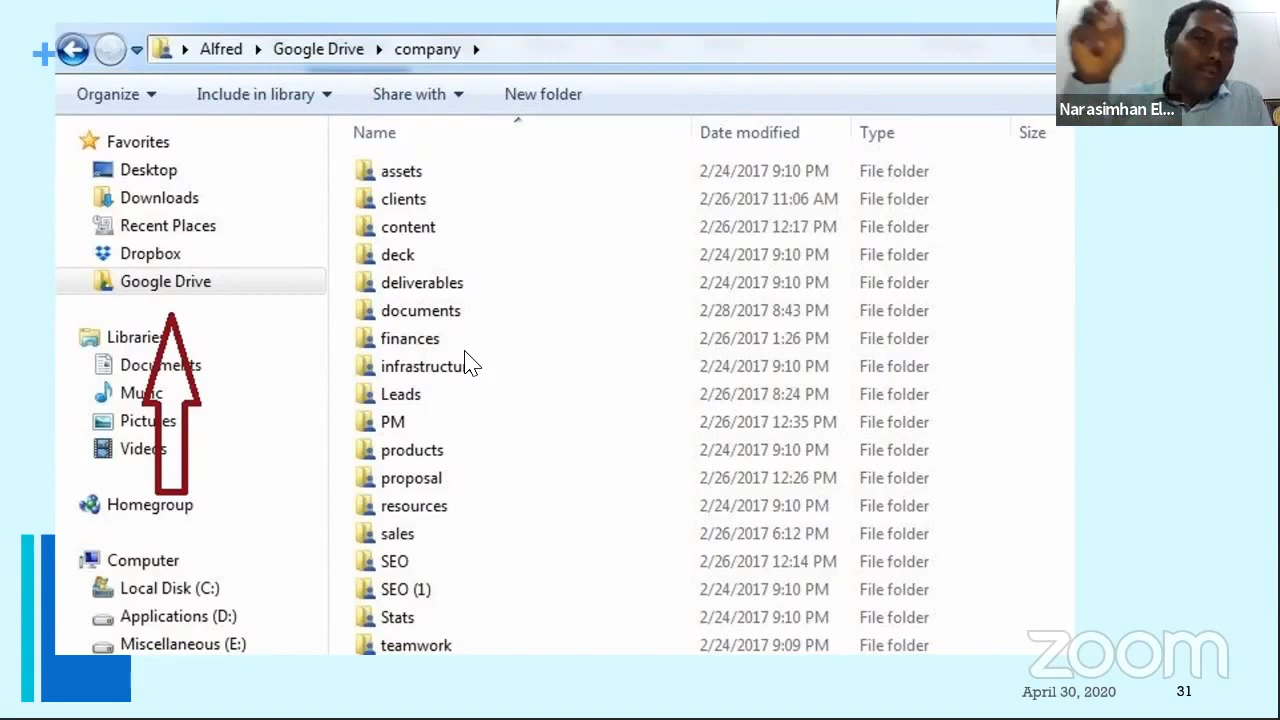 Narasimhan El...
Alfred Google Drive company
Organize Include in library Share with New folder
Name Date modified Type Size
Favorites
Desktop
Downloads
Recent Places
Dropbox
Google Drive
Libraries
Documents
Music
Pictures
Videos
Homegroup
Computer
Local Disk (C:)
Applications (D:)
Miscellaneous (E:)
assets 2/24/2017 9:10 PM File folder
clients 2/26/2017 11:06 AM File folder
content 2/26/2017 12:17 PM File folder
deck 2/24/2017 9:10 PM File folder
deliverables 2/24/2017 9:10 PM File folder
documents 2/28/2017 8:43 PM File folder
finances 2/26/2017 1:26 PM File folder
infrastructu 2/24/2017 9:10 PM File folder
Leads 2/26/2017 8:24 PM File folder
PM 2/26/2017 12:35 PM File folder
products 2/24/2017 9:10 PM File folder
proposal 2/26/2017 12:26 PM File folder
resources 2/24/2017 9:10 PM File folder
sales 2/26/2017 6:12 PM File folder
SEO 2/26/2017 12:14 PM File folder
SEO (1) 2/24/2017 9:10 PM File folder
Stats 2/24/2017 9:10 PM File folder
teamwork 2/24/2017 9:09 PM File folder
zoom
April 30, 2020 31